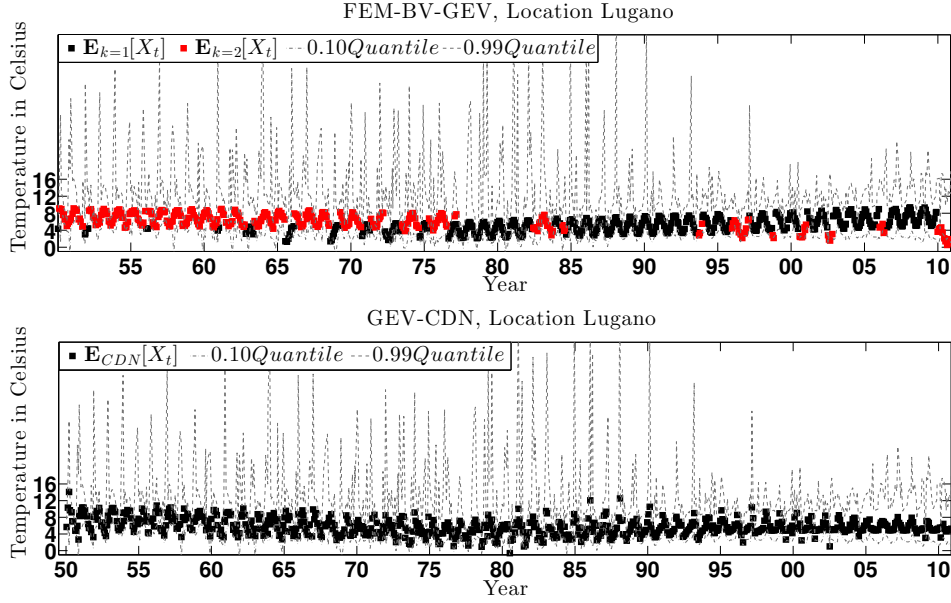 FEM-BV-GEV, Location Lugano
E_{k=1}[X_t] E_{k=2}[X_t] 0.10Quantile 0.99Quantile
Temperature in Celsius
16
12
8
4
0
55 60 65 70 75 80 85 90 95 00 05 10
Year
GEV-CDN, Location Lugano
E_{CDN}[X_t] 0.10Quantile 0.99Quantile
Temperature in Celsius
16
12
8
4
0
50 55 60 65 70 75 80 85 90 95 00 05 10
Year